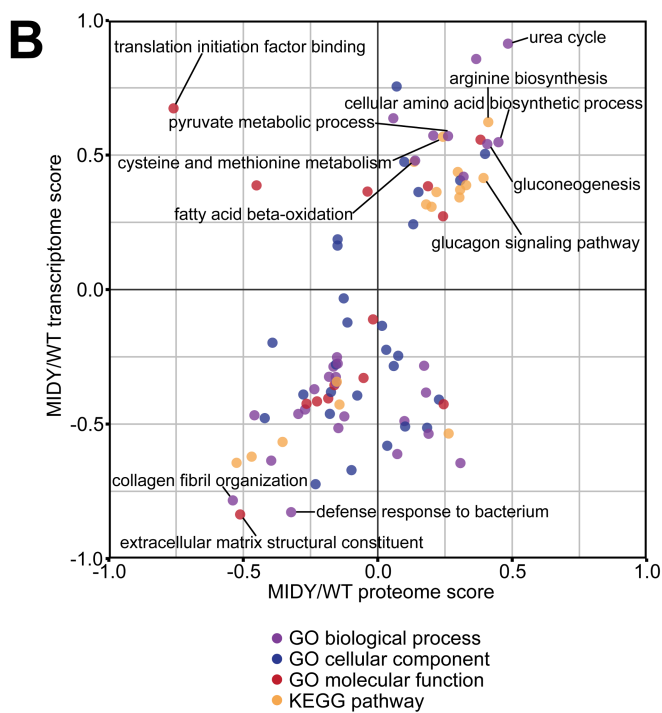 B
1.0
translation initiation factor binding
urea cycle
arginine biosynthesis
cellular amino acid biosynthetic process
pyruvate metabolic process
0.5
cysteine and methionine metabolism
gluconeogenesis
fatty acid beta-oxidation
glucagon signaling pathway
MIDY/WT transcriptome score
0.0
-0.5
collagen fibril organization
defense response to bacterium
extracellular matrix structural constituent
-1.0
-1.0 -0.5 0.0 0.5 1.0
MIDY/WT proteome score
GO biological process
GO cellular component
GO molecular function
KEGG pathway